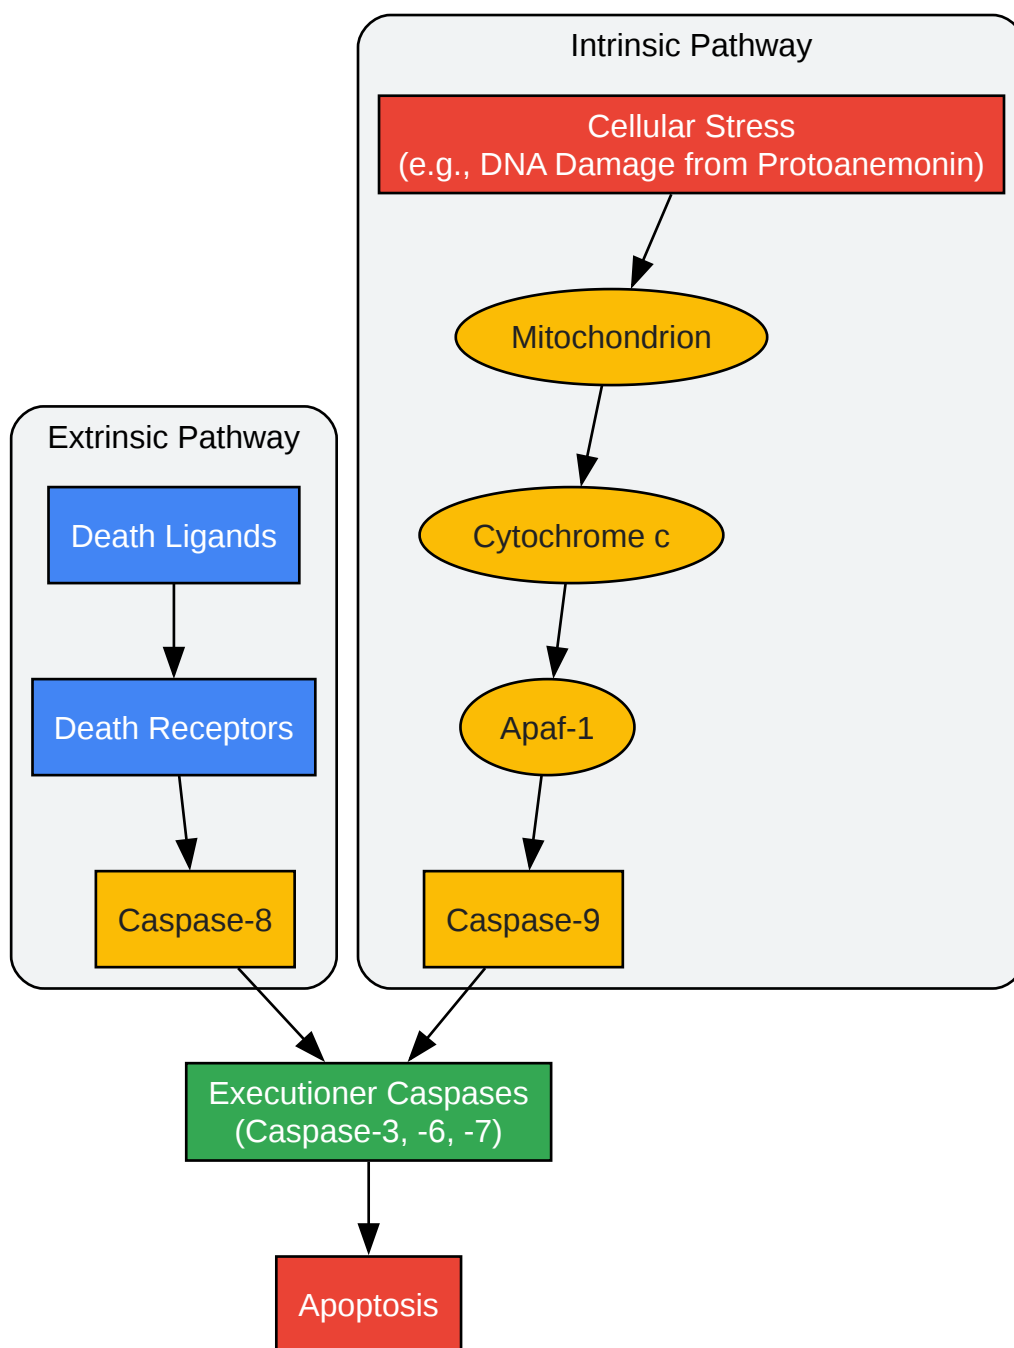 Intrinsic Pathway
Cellular Stress
(e.g., DNA Damage from Protoanemonin)
Mitochondrion
Cytochrome c
Apaf-1
Caspase-9
Extrinsic Pathway
Death Ligands
Death Receptors
Caspase-8
Executioner Caspases
(Caspase-3, -6, -7)
Apoptosis